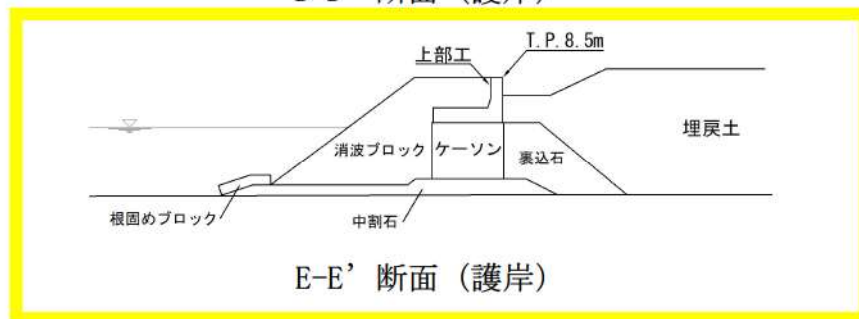 T.P.8.5m
上部工
埋戻土
消波ブロック
ケーソン
裏込石
根固めブロック
中割石
E-E’ 断面（護岸）